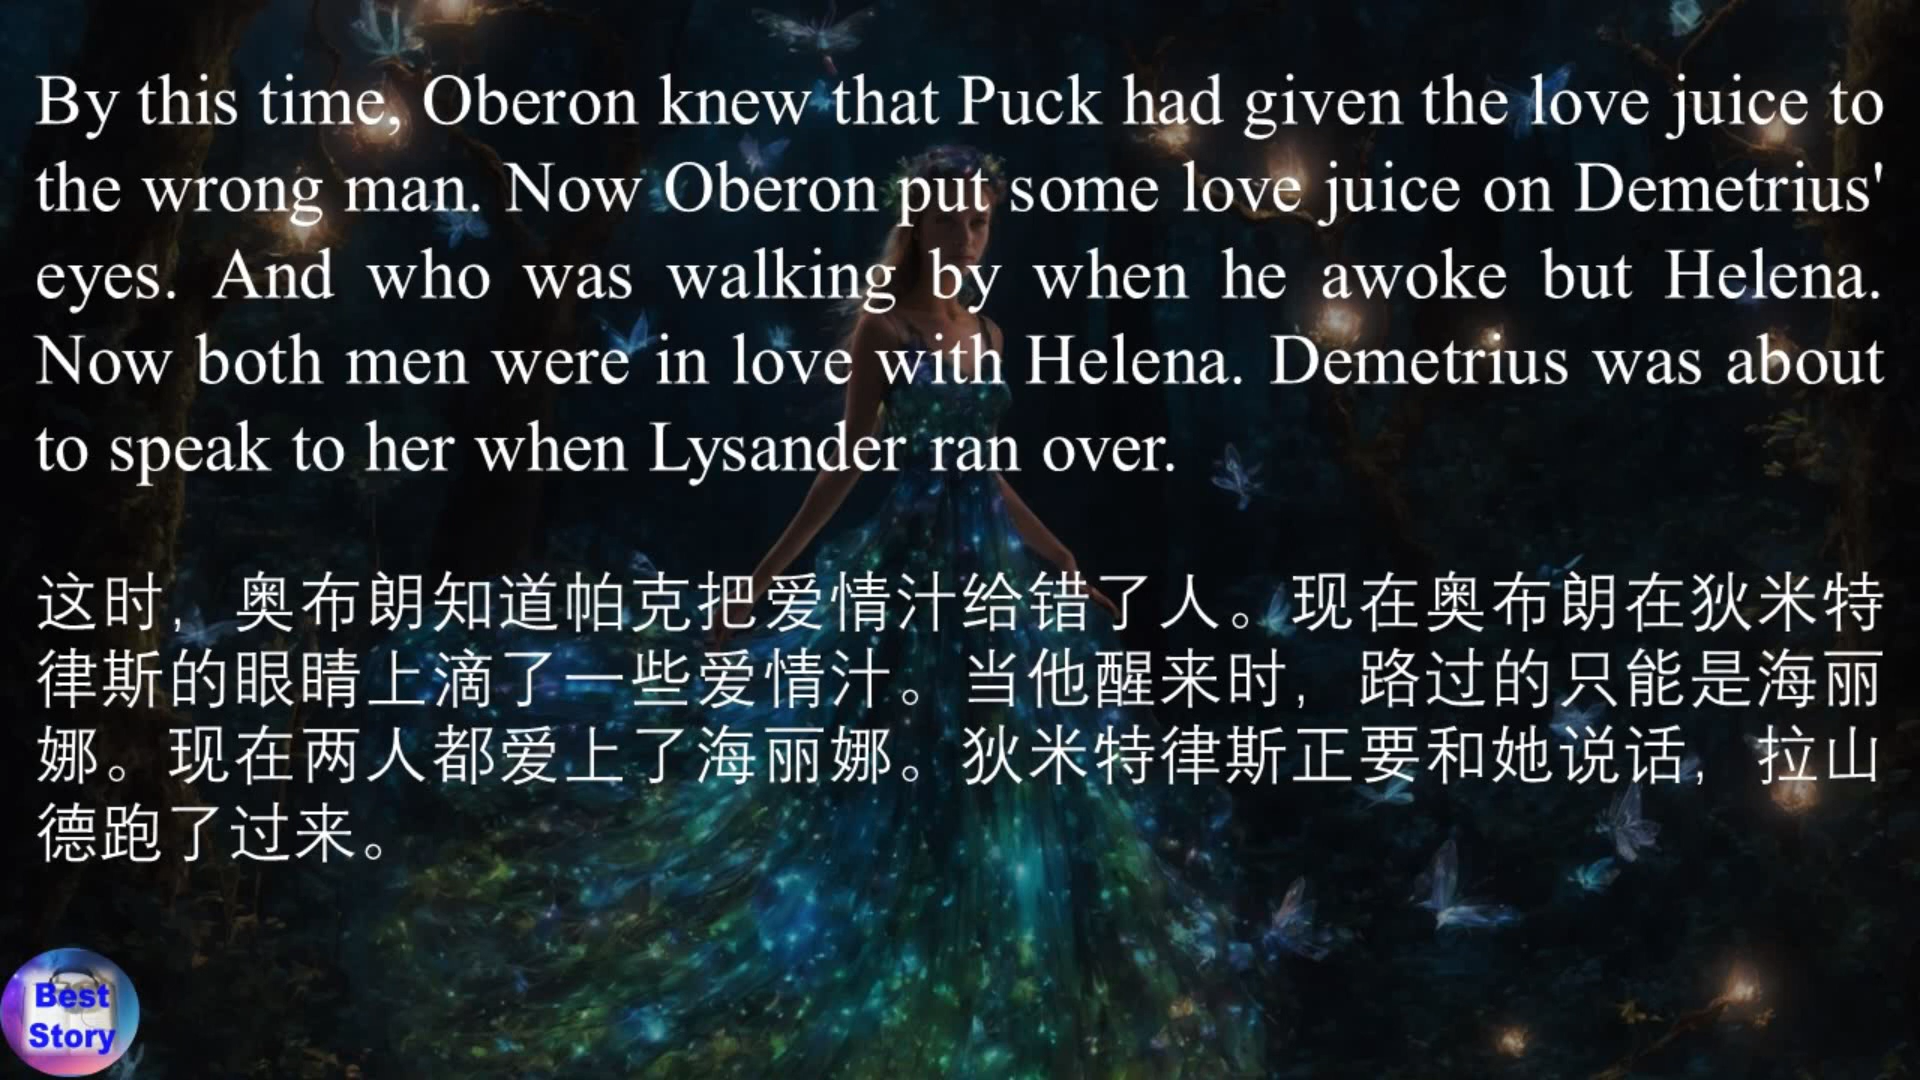 By this time, Oberon knew that Puck had given the love juice to
the wrong man. Now Oberon put some love juice on Demetrius'
eyes. And who was walking by when he awoke but Helena.
Now both men were in love with Helena. Demetrius was about
to speak to her when Lysander ran over.
这时，奥布朗知道帕克把爱情汁给错了人。现在奥布朗在狄米特
律斯的眼睛上滴了一些爱情汁。当他醒来时，路过的只能是海丽
娜。现在两人都爱上了海丽娜。狄米特律斯正要和她说话，拉山
德跑了过来。
Best
Story